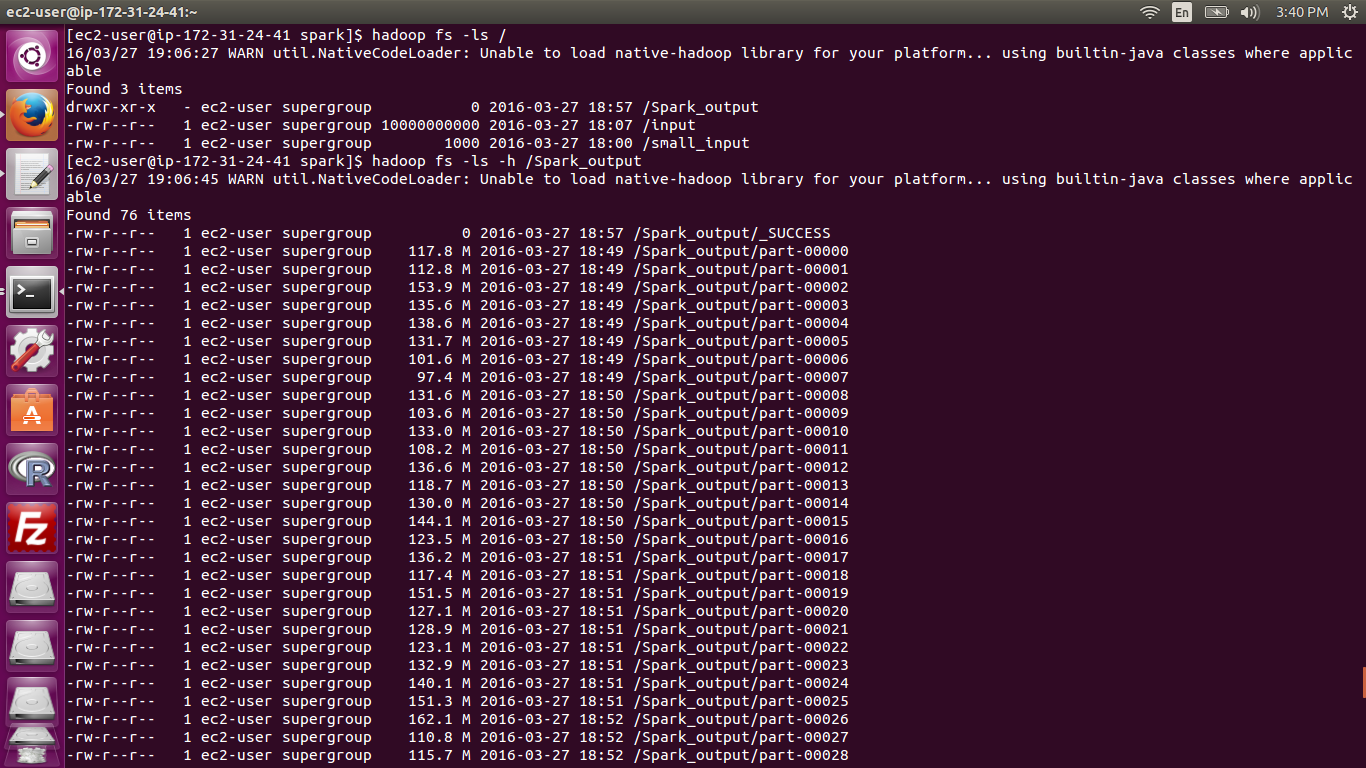 ec2-user@ip-172-31-24-41:~ En 3:40 PM
[ec2-user@ip-172-31-24-41 spark]$ hadoop fs -ls /
16/03/27 19:06:27 WARN util.NativeCodeLoader: Unable to load native-hadoop library for your platform... using builtin-java classes where applic
able
Found 3 items
drwxr-xr-x   - ec2-user supergroup           0 2016-03-27 18:57 /Spark_output
-rw-r--r--   1 ec2-user supergroup 10000000000 2016-03-27 18:07 /input
-rw-r--r--   1 ec2-user supergroup        1000 2016-03-27 18:00 /small_input
[ec2-user@ip-172-31-24-41 spark]$ hadoop fs -ls -h /Spark_output
16/03/27 19:06:45 WARN util.NativeCodeLoader: Unable to load native-hadoop library for your platform... using builtin-java classes where applic
able
Found 76 items
-rw-r--r--   1 ec2-user supergroup          0 2016-03-27 18:57 /Spark_output/_SUCCESS
-rw-r--r--   1 ec2-user supergroup    117.8 M 2016-03-27 18:49 /Spark_output/part-00000
-rw-r--r--   1 ec2-user supergroup    112.8 M 2016-03-27 18:49 /Spark_output/part-00001
-rw-r--r--   1 ec2-user supergroup    153.9 M 2016-03-27 18:49 /Spark_output/part-00002
-rw-r--r--   1 ec2-user supergroup    135.6 M 2016-03-27 18:49 /Spark_output/part-00003
-rw-r--r--   1 ec2-user supergroup    138.6 M 2016-03-27 18:49 /Spark_output/part-00004
-rw-r--r--   1 ec2-user supergroup    131.7 M 2016-03-27 18:49 /Spark_output/part-00005
-rw-r--r--   1 ec2-user supergroup    101.6 M 2016-03-27 18:49 /Spark_output/part-00006
-rw-r--r--   1 ec2-user supergroup     97.4 M 2016-03-27 18:49 /Spark_output/part-00007
-rw-r--r--   1 ec2-user supergroup    131.6 M 2016-03-27 18:50 /Spark_output/part-00008
-rw-r--r--   1 ec2-user supergroup    103.6 M 2016-03-27 18:50 /Spark_output/part-00009
-rw-r--r--   1 ec2-user supergroup    133.0 M 2016-03-27 18:50 /Spark_output/part-00010
-rw-r--r--   1 ec2-user supergroup    108.2 M 2016-03-27 18:50 /Spark_output/part-00011
-rw-r--r--   1 ec2-user supergroup    136.6 M 2016-03-27 18:50 /Spark_output/part-00012
-rw-r--r--   1 ec2-user supergroup    118.7 M 2016-03-27 18:50 /Spark_output/part-00013
-rw-r--r--   1 ec2-user supergroup    130.0 M 2016-03-27 18:50 /Spark_output/part-00014
-rw-r--r--   1 ec2-user supergroup    144.1 M 2016-03-27 18:50 /Spark_output/part-00015
-rw-r--r--   1 ec2-user supergroup    123.5 M 2016-03-27 18:50 /Spark_output/part-00016
-rw-r--r--   1 ec2-user supergroup    136.2 M 2016-03-27 18:51 /Spark_output/part-00017
-rw-r--r--   1 ec2-user supergroup    117.4 M 2016-03-27 18:51 /Spark_output/part-00018
-rw-r--r--   1 ec2-user supergroup    151.5 M 2016-03-27 18:51 /Spark_output/part-00019
-rw-r--r--   1 ec2-user supergroup    127.1 M 2016-03-27 18:51 /Spark_output/part-00020
-rw-r--r--   1 ec2-user supergroup    128.9 M 2016-03-27 18:51 /Spark_output/part-00021
-rw-r--r--   1 ec2-user supergroup    123.1 M 2016-03-27 18:51 /Spark_output/part-00022
-rw-r--r--   1 ec2-user supergroup    132.9 M 2016-03-27 18:51 /Spark_output/part-00023
-rw-r--r--   1 ec2-user supergroup    140.1 M 2016-03-27 18:51 /Spark_output/part-00024
-rw-r--r--   1 ec2-user supergroup    151.3 M 2016-03-27 18:51 /Spark_output/part-00025
-rw-r--r--   1 ec2-user supergroup    162.1 M 2016-03-27 18:52 /Spark_output/part-00026
-rw-r--r--   1 ec2-user supergroup    110.8 M 2016-03-27 18:52 /Spark_output/part-00027
-rw-r--r--   1 ec2-user supergroup    115.7 M 2016-03-27 18:52 /Spark_output/part-00028